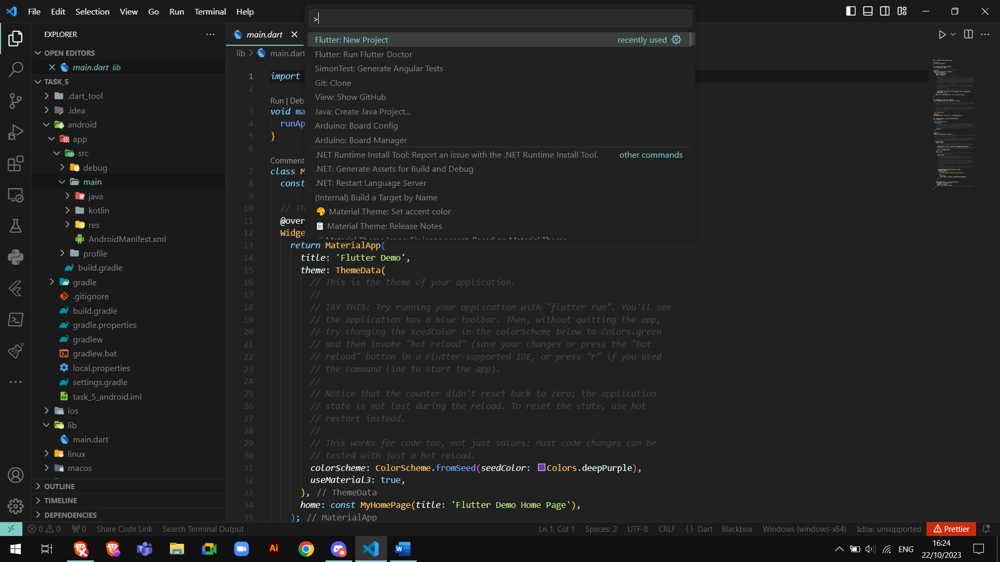 File Edit Selection View Go Run Terminal Help
>
EXPLORER
main.dart
Flutter: New Project recently used
OPEN EDITORS
lib > main.dart
Flutter: Run Flutter Doctor
main.dart lib
SimonTest: Generate Angular Tests
TASK_5
1 import
Git: Clone
.dart_tool
2
View: Show GitHub
.idea
Run | Deb
3 void ma
Java: Create Java Project...
android
4 runAp
Arduino: Board Config
app
5 }
Arduino: Board Manager
src
6
.NET Runtime Install Tool: Report an issue with the .NET Runtime Install Tool. other commands
debug
Comment
7 class M
.NET: Generate Assets for Build and Debug
main
8 const
.NET: Restart Language Server
java
9
(Internal) Build a Target by Name
kotlin
10 // Th
Material Theme: Set accent color
res
11 @over
Material Theme: Release Notes
AndroidManifest.xml
12 Widge
13 return MaterialApp(
profile
14 title: 'Flutter Demo',
build.gradle
15 theme: ThemeData(
gradle
16 // This is the theme of your application.
.gitignore
17 //
build.gradle
18 // TRY THIS: Try running your application with "flutter run". You'll see
gradle.properties
19 // the application has a blue toolbar. Then, without quitting the app,
20 // try changing the seedColor in the colorScheme below to Colors.green
gradlew
21 // and then invoke "hot reload" (save your changes or press the "hot
gradlew.bat
22 // reload" button in a Flutter-supported IDE, or press "r" if you used
local.properties
23 // the command line to start the app).
settings.gradle
24 //
task_5_android.iml
25 // Notice that the counter didn't reset back to zero; the application
26 // state is not lost during the reload. To reset the state, use hot
ios
27 // restart instead.
lib
28 //
main.dart
29 // This works for code too, not just values: Most code changes can be
linux
30 // tested with just a hot reload.
macos
31 colorScheme: ColorScheme.fromSeed(seedColor: Colors.deepPurple),
32 useMaterial3: true,
OUTLINE
33 ), // ThemeData
TIMELINE
34 home: const MyHomePage(title: 'Flutter Demo Home Page'),
DEPENDENCIES
35 ); // MaterialApp
0 0 0 Share Code Link Search Terminal Output Ln 1, Col 1 Spaces: 2 UTF-8 CRLF {} Dart Blackbox Windows (windows-x64) kite: unsupported Prettier
Ai
W
ENG
16:24
22/10/2023